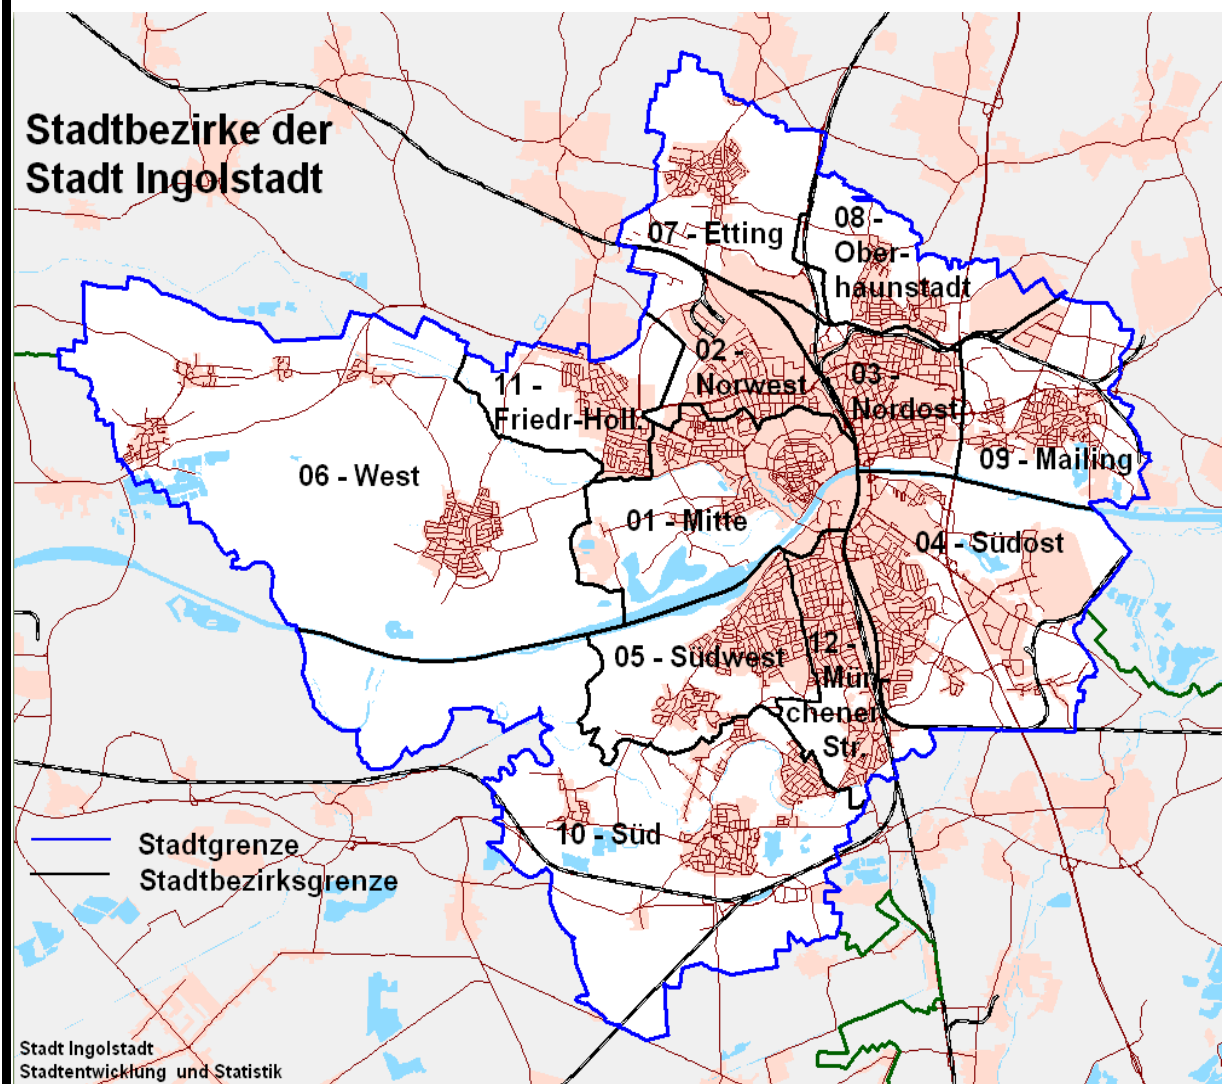 Stadtbezirke der
Stadt Ingolstadt
07 - Etting
08 -
Ober-
haunstadt
02 -
Norwest
03 -
Nordost
11 -
Friedr-Holl.
09 - Mailing
06 - West
01 - Mitte
04 - Südost
05 - Südwest
12 -
Mün-
chener
Str.
10 - Süd
Stadtgrenze
Stadtbezirksgrenze
Stadt Ingolstadt
Stadtentwicklung und Statistik